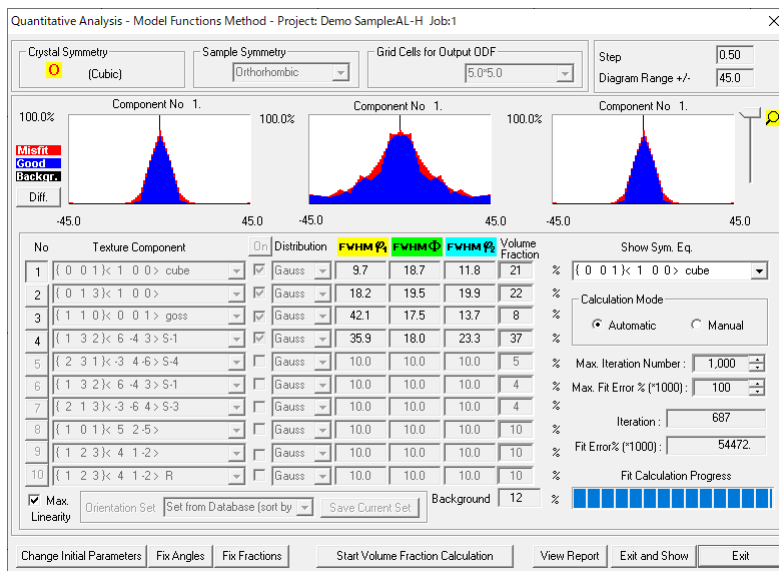 Quantitative Analysis - Model Functions Method - Project: Demo Sample:AL-H Job:1
Crystal Symmetry
O (Cubic)
Sample Symmetry
Orthorhombic
Grid Cells for Output ODF
5.0*5.0
Step 0.50
Diagram Range +/- 45.0
Component No 1.
Component No 1.
Component No 1.
100.0%
100.0%
100.0%
Misfit
Good
Backgr.
Diff.
-45.0 45.0 -45.0 45.0 -45.0 45.0
No Texture Component On Distribution FWHM φ1 FWHM Φ FWHM φ2 Volume Fraction
1 { 0 0 1}< 1 0 0> cube Gauss 9.7 18.7 11.8 21 %
2 { 0 1 3}< 1 0 0> Gauss 18.2 19.5 19.9 22 %
3 { 1 1 0}< 0 0 1> goss Gauss 42.1 17.5 13.7 8 %
4 { 1 3 2}< 6 -4 3> S-1 Gauss 35.9 18.0 23.3 37 %
5 { 2 3 1}<-3 4-6> S-4 Gauss 10.0 10.0 10.0 5 %
6 { 1 3 2}< 6 -4 3> S-1 Gauss 10.0 10.0 10.0 4 %
7 { 2 1 3}<-3 -6 4> S-3 Gauss 10.0 10.0 10.0 4 %
8 { 1 0 1}< 5 2-5> Gauss 10.0 10.0 10.0 10 %
9 { 1 2 3}< 4 1-2> Gauss 10.0 10.0 10.0 10 %
10 { 1 2 3}< 4 1-2> R Gauss 10.0 10.0 10.0 10 %
Max. Linearity
Orientation Set Set from Database (sort by Save Current Set
Background 12 %
Show Sym. Eq.
{ 0 0 1}< 1 0 0> cube
Calculation Mode
Automatic Manual
Max. Iteration Number : 1,000
Max. Fit Error % (*1000) : 100
Iteration : 687
Fit Error% (*1000) : 54472.
Fit Calculation Progress
Change Initial Parameters Fix Angles Fix Fractions Start Volume Fraction Calculation View Report Exit and Show Exit